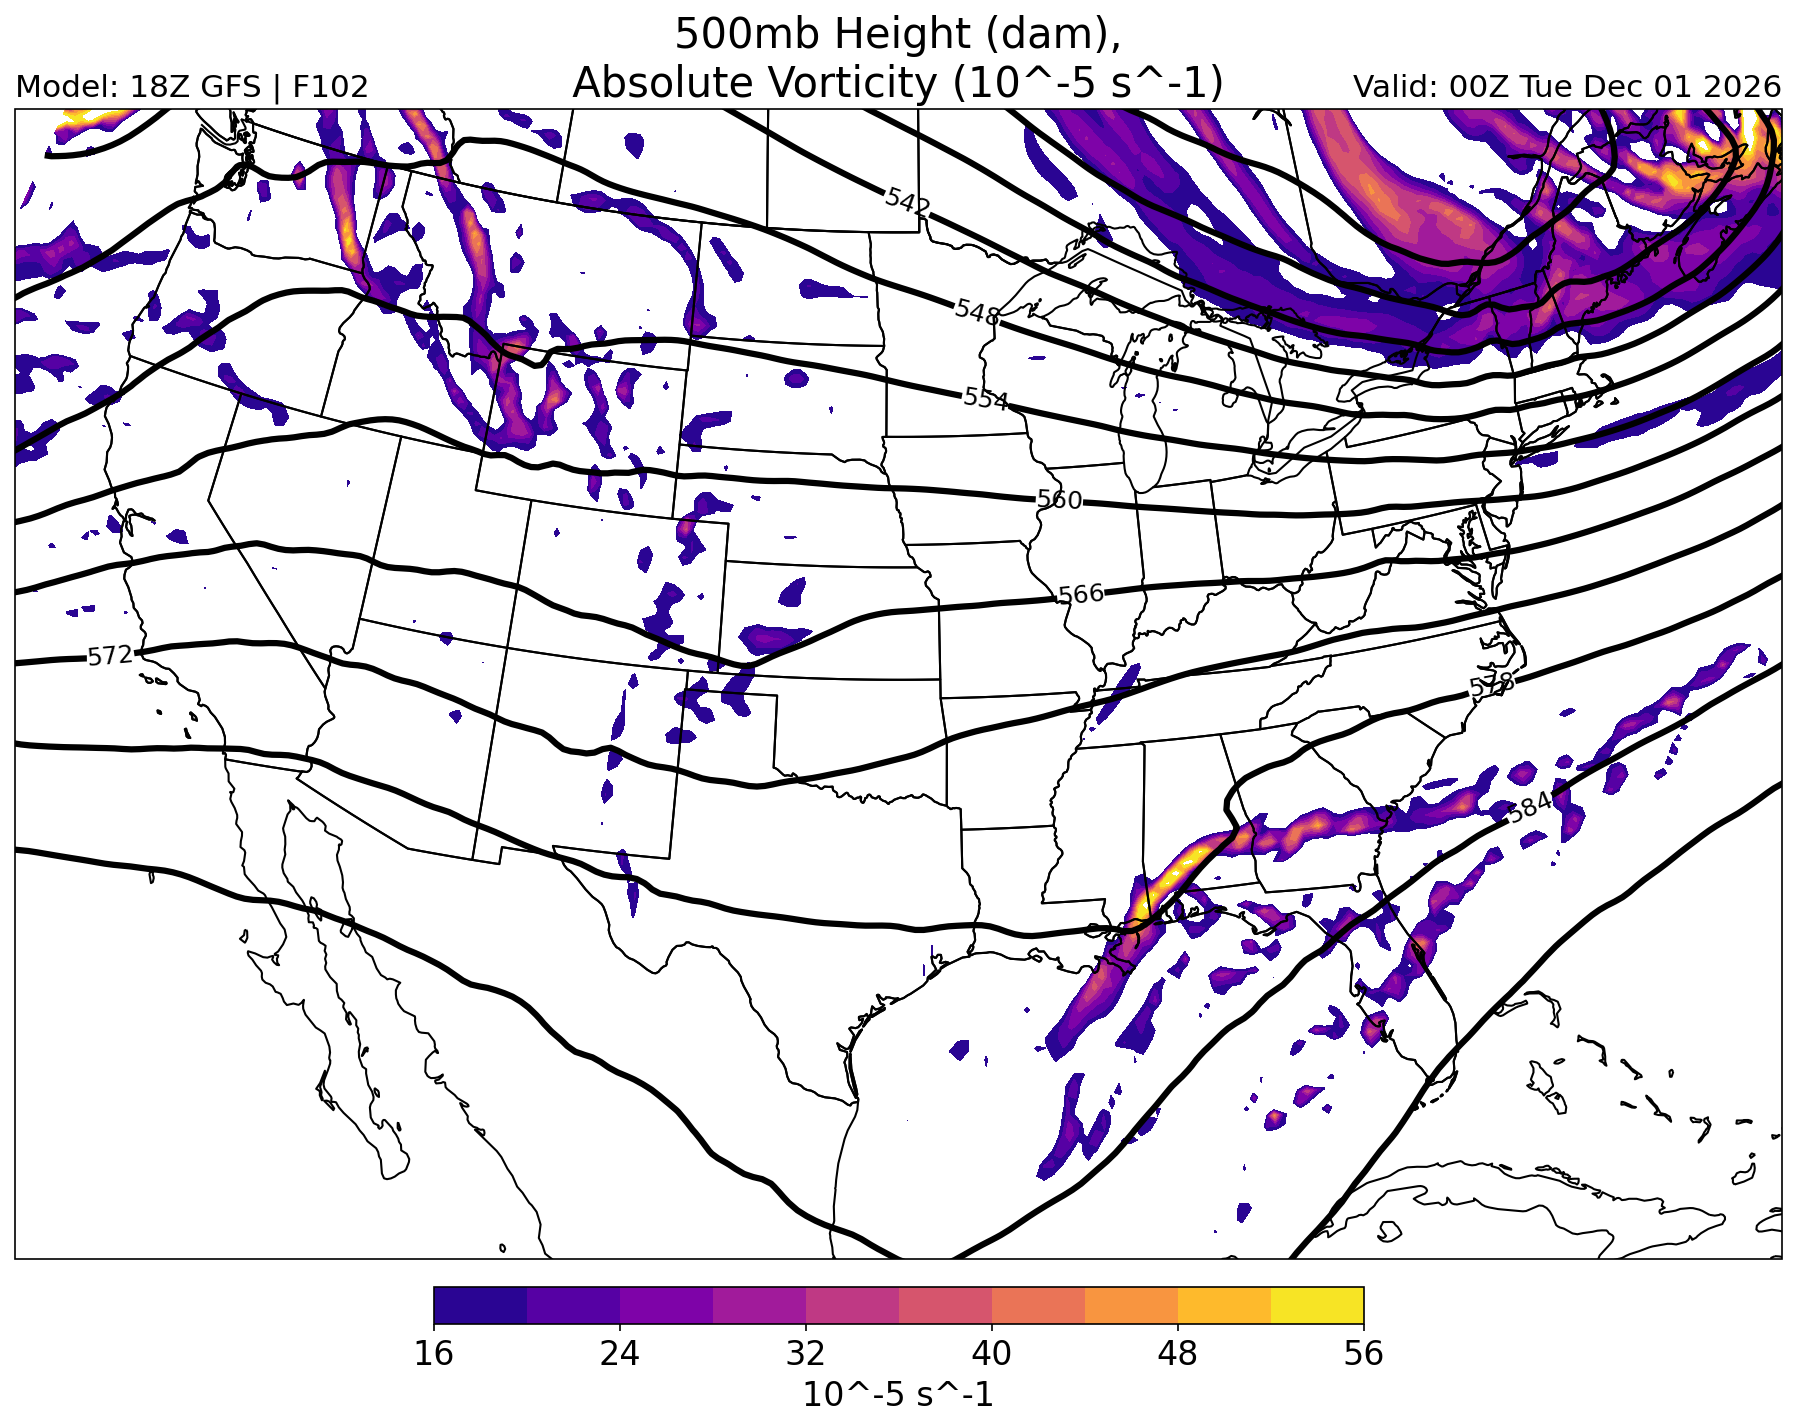 500mb Height (dam),
Model: 18Z GFS | F102
Absolute Vorticity (10^-5 s^-1)
Valid: 00Z Tue Dec 01 2026
542
548
554
560
566
572
578
584
16 24 32 40 48 56
10^-5 s^-1